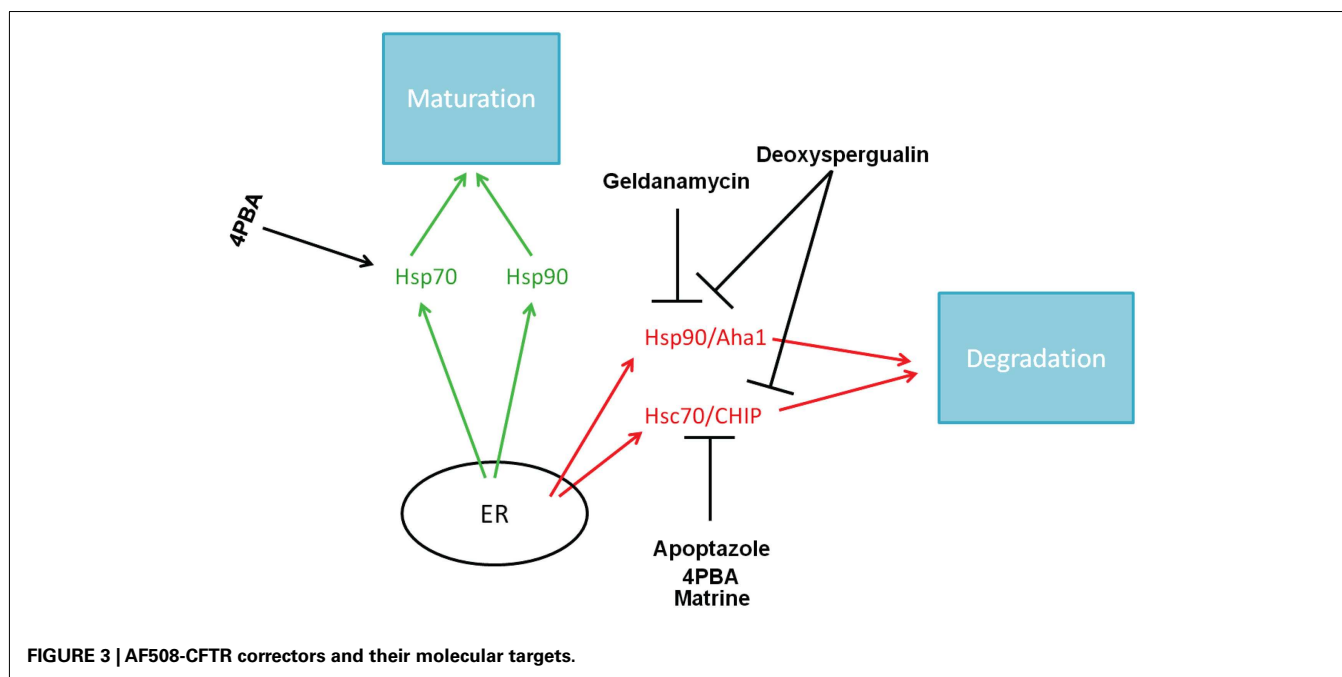 Maturation
Deoxyspergualin
Geldanamycin
4PBA
Hsp70
Hsp90
Hsp90/Aha1
Degradation
Hsc70/CHIP
ER
Apoptazole
4PBA
Matrine
FIGURE 3 | AF508-CFTR correctors and their molecular targets.